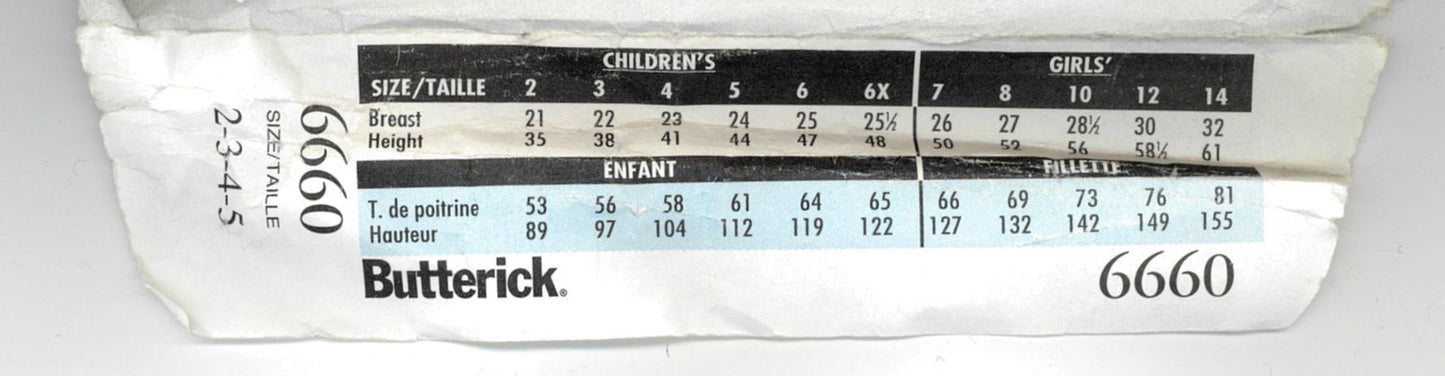 CHILDREN'S GIRLS'
SIZE/TAILLE 2 3 4 5 6 6X 7 8 10 12 14
Breast 21 22 23 24 25 25½ 26 27 28½ 30 32
Height 35 38 41 44 47 48 50 52 56 58½ 61
ENFANT FILLETTE
T. de poitrine 53 56 58 61 64 65 66 69 73 76 81
Hauteur 89 97 104 112 119 122 127 132 142 149 155
Butterick® 6660
6660
SIZE/TAILLE
2-3-4-5